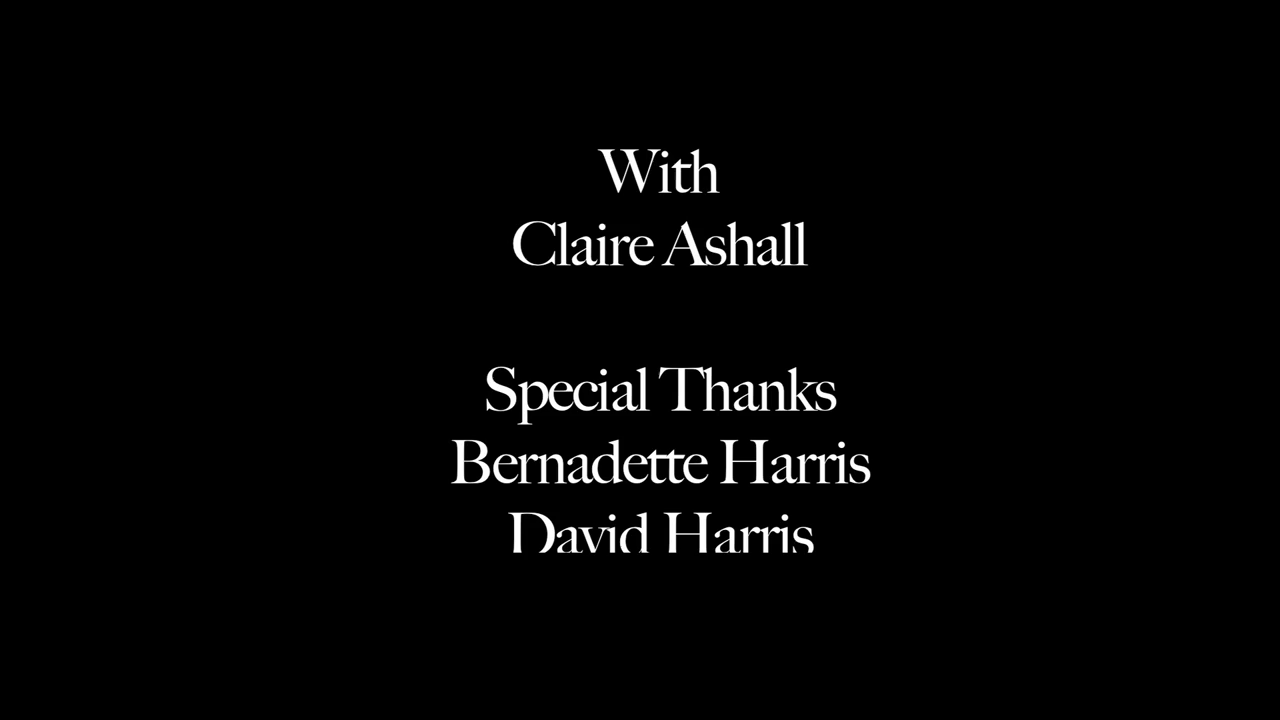 With
Claire Ashall
Special Thanks
Bernadette Harris
David Harris